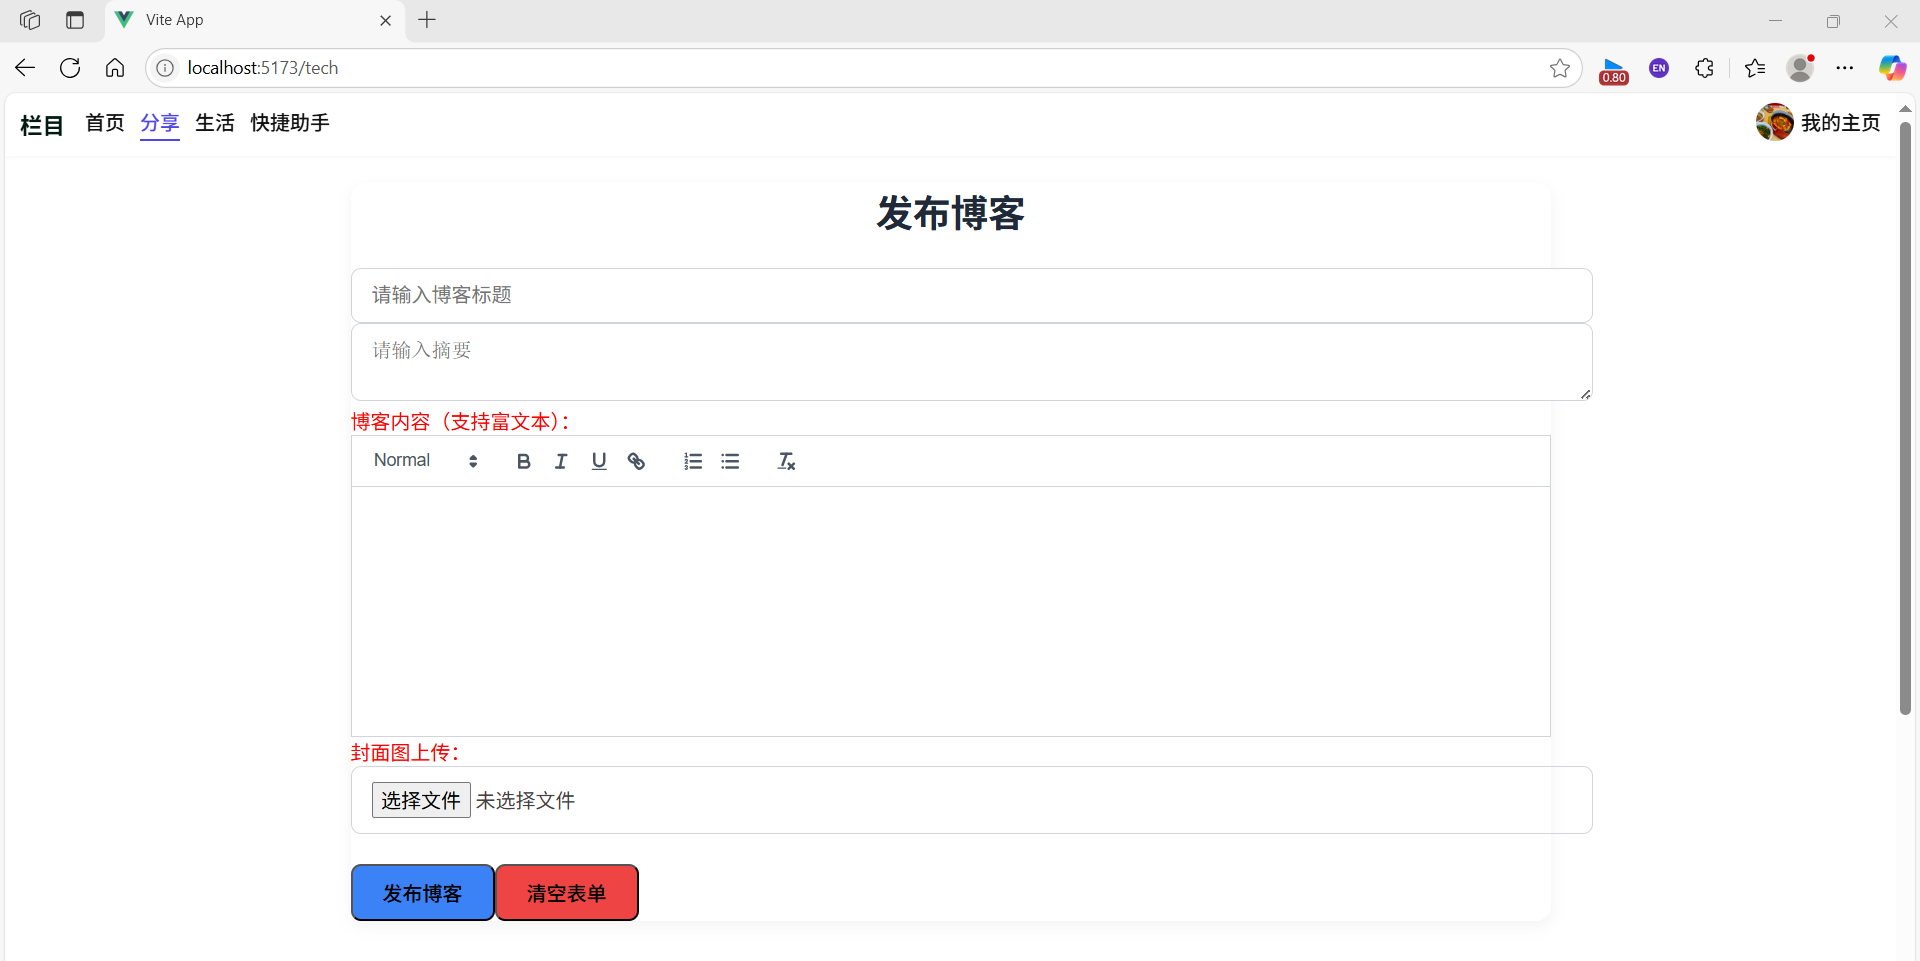 Vite App
localhost:5173/tech
0.80
EN
栏目 首页 分享 生活 快捷助手 我的主页
发布博客
请输入博客标题
请输入摘要
博客内容（支持富文本）：
Normal B I U
封面图上传：
选择文件 未选择文件
发布博客 清空表单